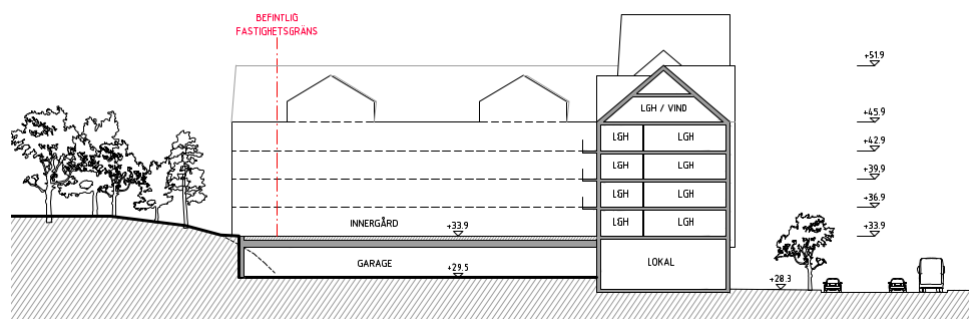 BEFINTLIG
FASTIGHETSGRÄNS
+51.9
LGH / VIND
+45.9
LGH LGH
+42.9
LGH LGH
+39.9
LGH LGH
+36.9
LGH LGH
INNERGÅRD +33.9
+33.9
GARAGE
LOKAL
+29.5
+28.3